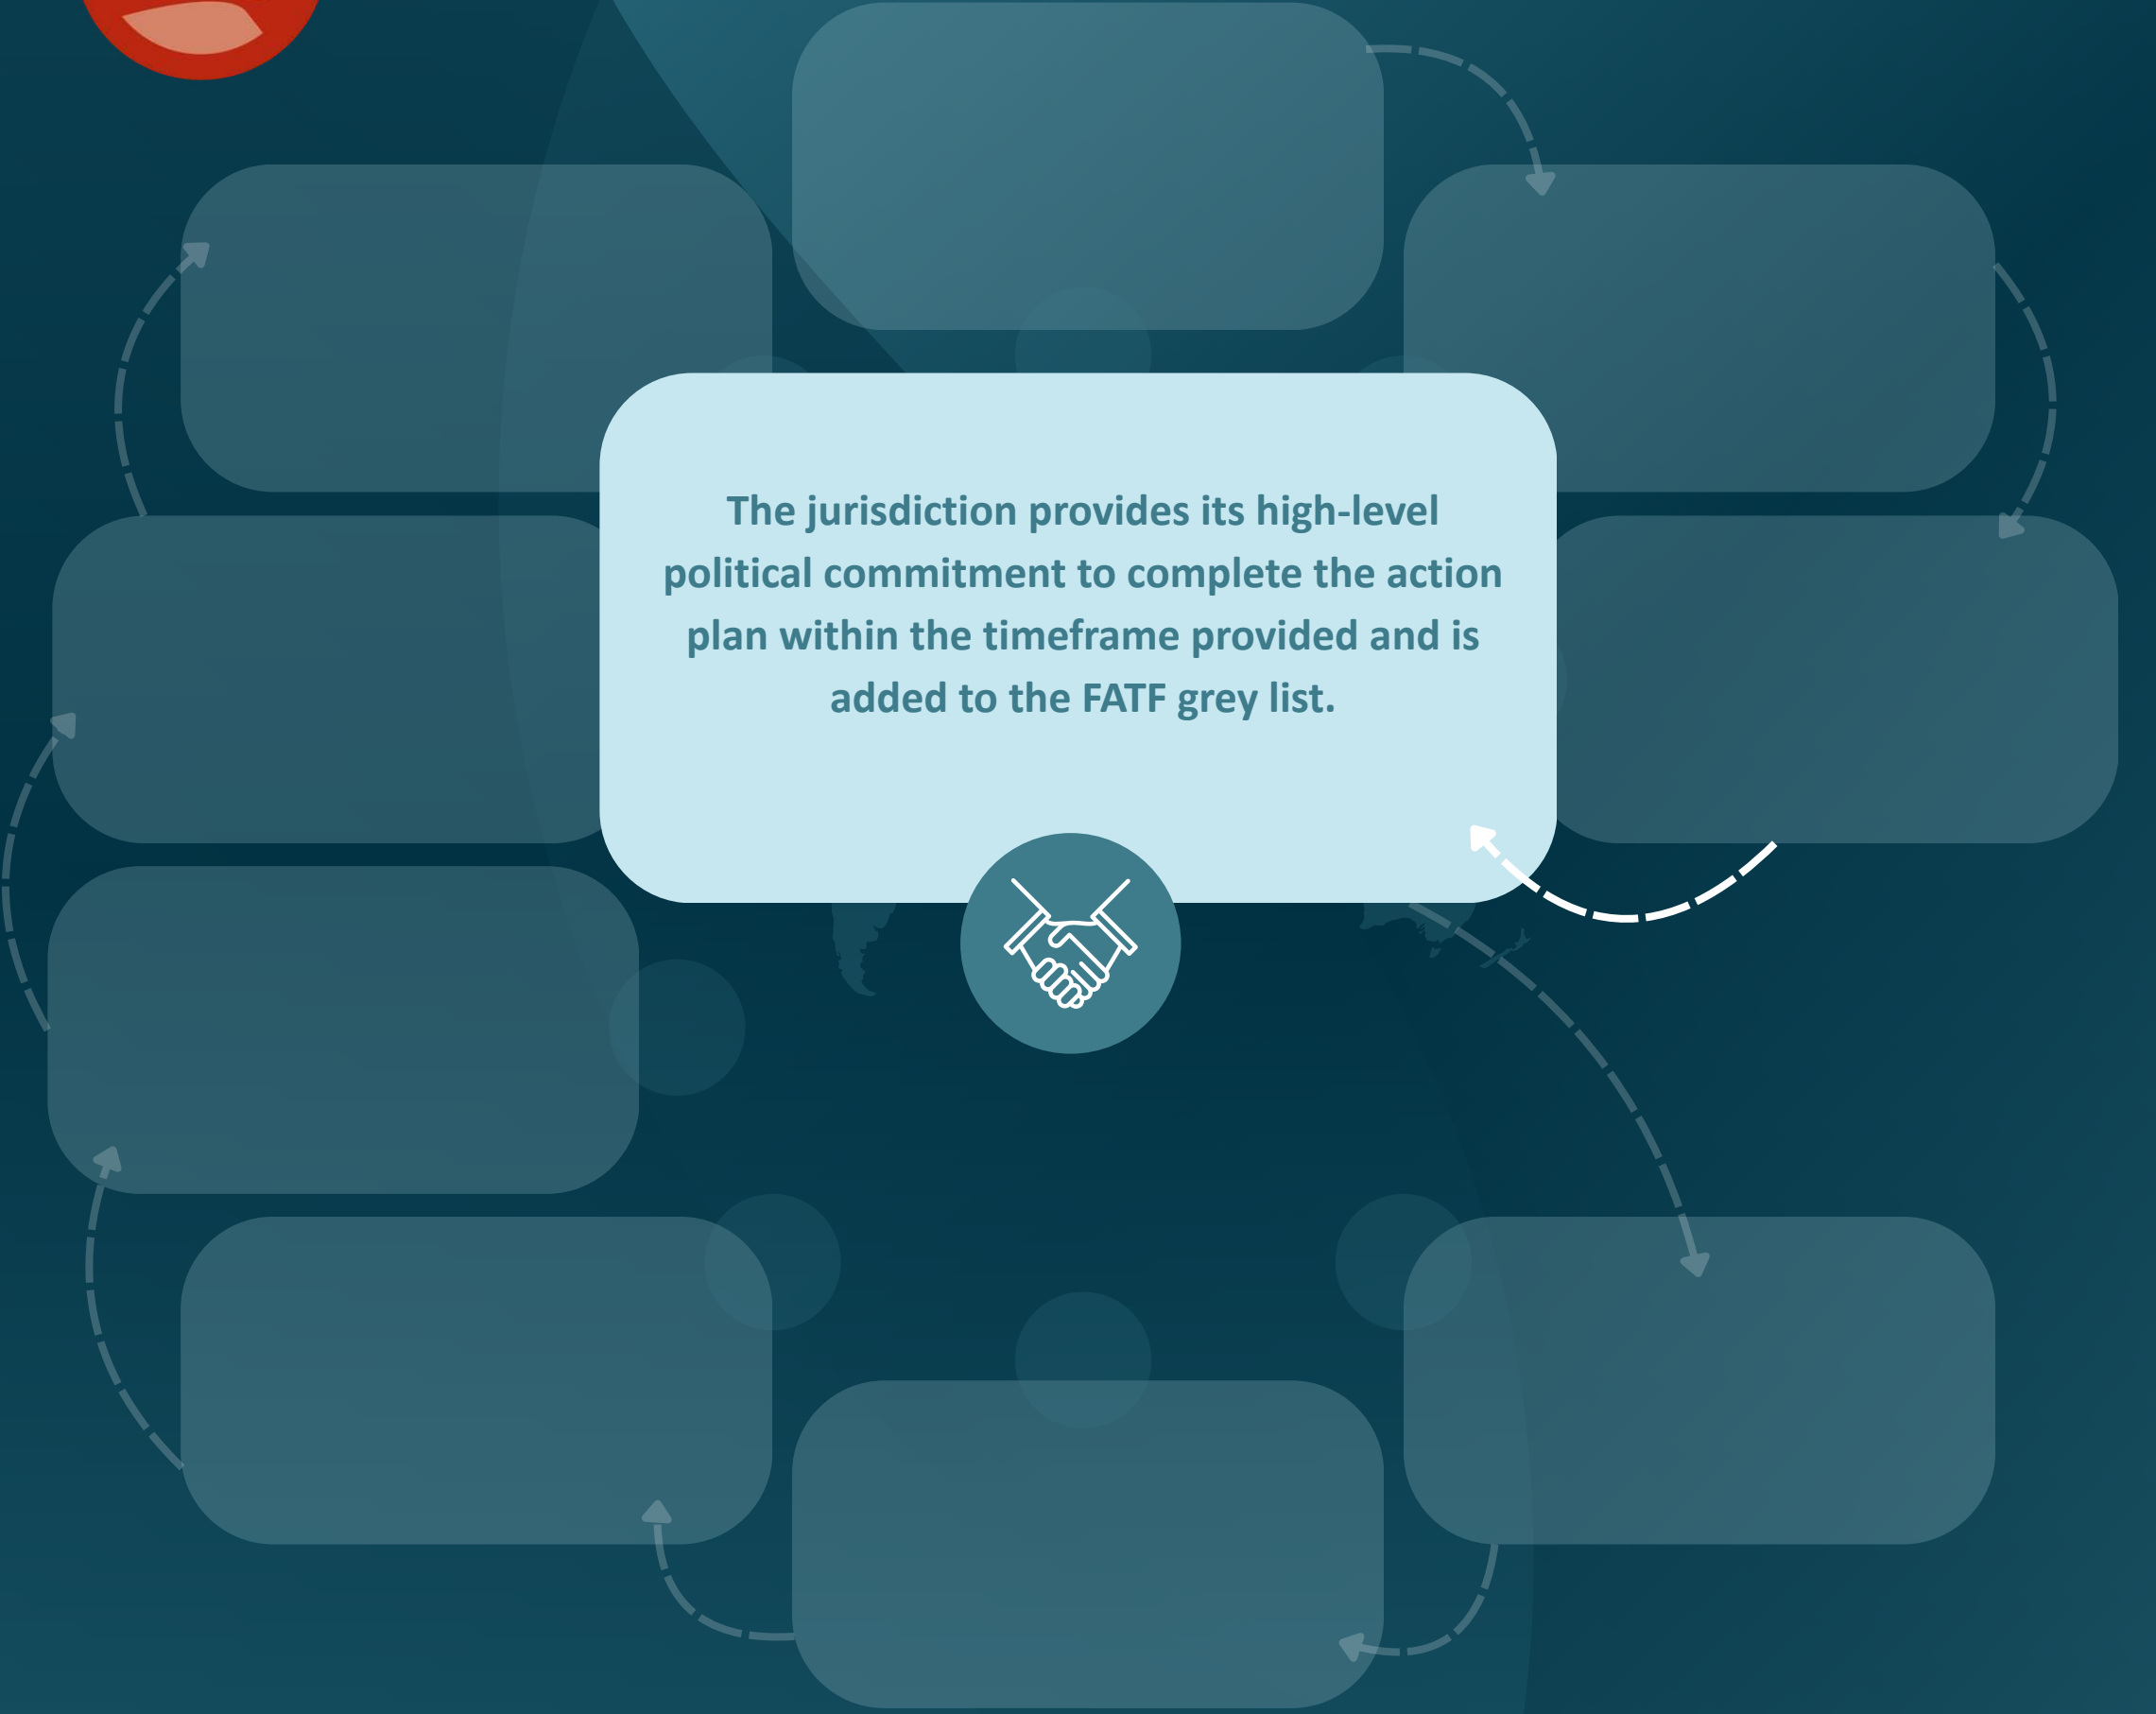 The jurisdiction provides its high-level
political commitment to complete the action
plan within the timeframe provided and is
added to the FATF grey list.